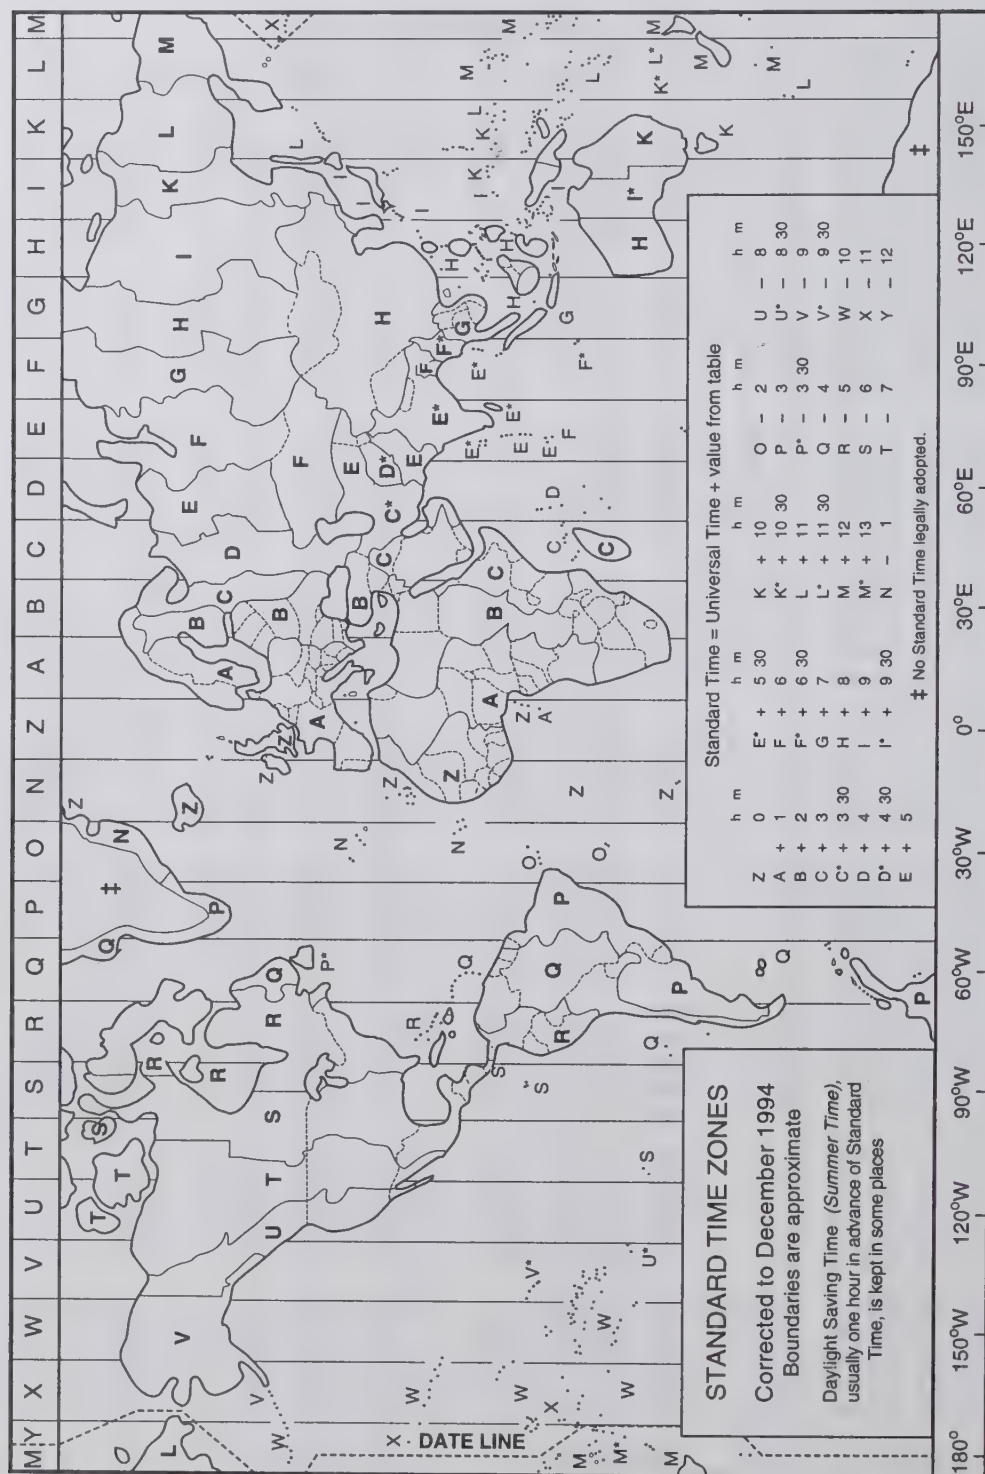 M Y X W V U T S R Q P O N Z A B C D E F G H I K L M
Z
T T S R R Q ‡ N Z
L V T S R Q P* P
U
Z Z Z A A B B C D E F G H I K L M
F H X
W V W X
R Q N N Z Z
B C C* D* E E E* F F* G H I I L
DATE LINE
X W V* W
S S R Q P Z Z A A B C C
E* E* E* E E* F F* G H H H I I K K L L M M
M M* M X W W U* S Q P O O Z Z
C C D H I* K K K* L* L M M M
Q P ‡
STANDARD TIME ZONES
Corrected to December 1994
Boundaries are approximate
Daylight Saving Time (Summer Time),
usually one hour in advance of Standard
Time, is kept in some places
Standard Time = Universal Time + value from table
h m h m h m h m h m
Z 0 E* + 5 30 K + 10 O – 2 U – 8
A + 1 F + 6 K* + 10 30 P – 3 U* – 8 30
B + 2 F* + 6 30 L + 11 P* – 3 30 V – 9
C + 3 G + 7 L* + 11 30 Q – 4 V* – 9 30
C* + 3 30 H + 8 M + 12 R – 5 W – 10
D + 4 I + 9 M* + 13 S – 6 X – 11
D* + 4 30 I* + 9 30 N – 1 T – 7 Y – 12
E + 5
‡ No Standard Time legally adopted.
180° 150°W 120°W 90°W 60°W 30°W 0° 30°E 60°E 90°E 120°E 150°E